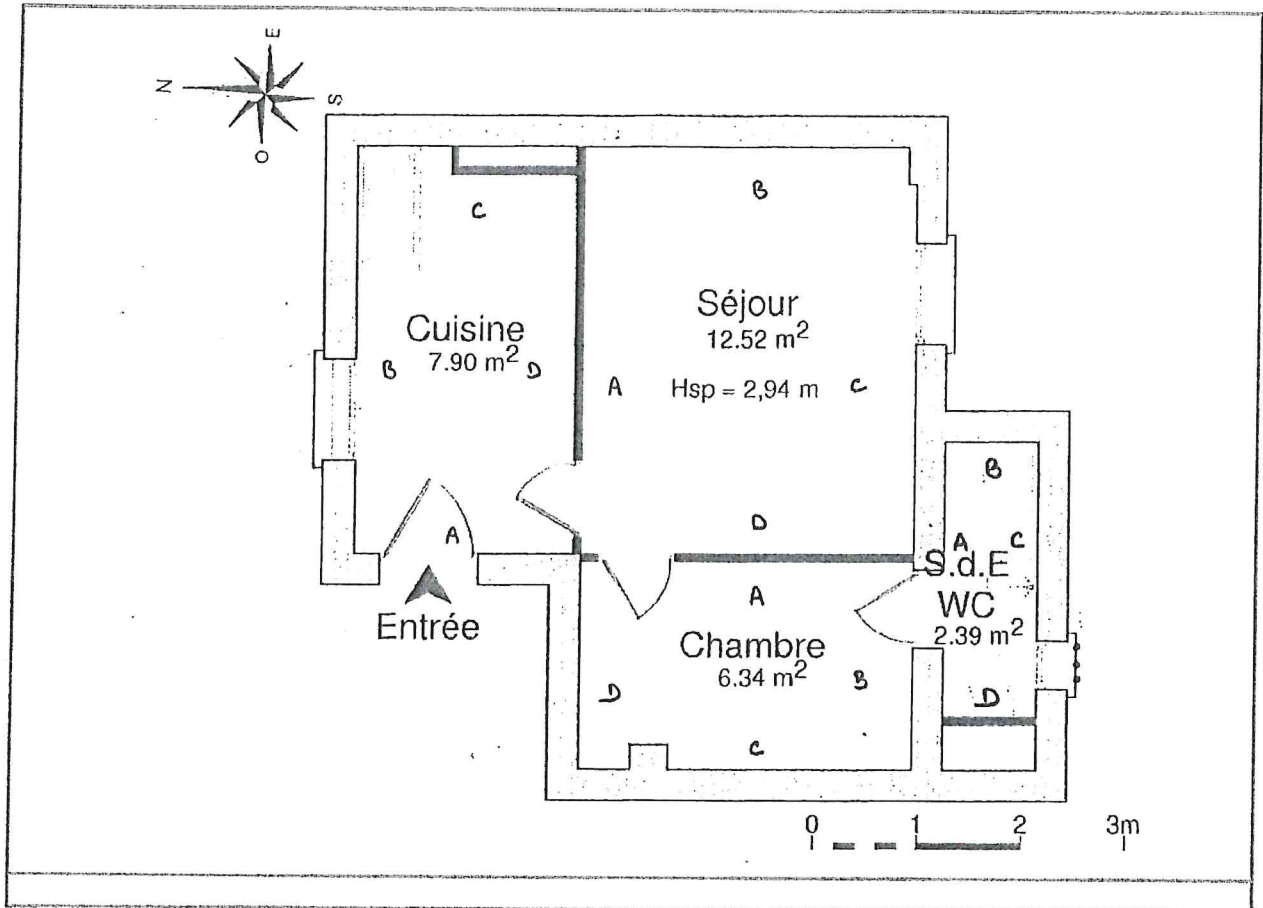 E
N
S
O
B
C
Séjour
12.52 m²
Cuisine
7.90 m²
B
D
A
Hsp = 2,94 m
C
B
A
D
A
C
S.d.E
WC
2.39 m²
Entrée
A
Chambre
6.34 m²
D
B
D
C
0 1 2 3m